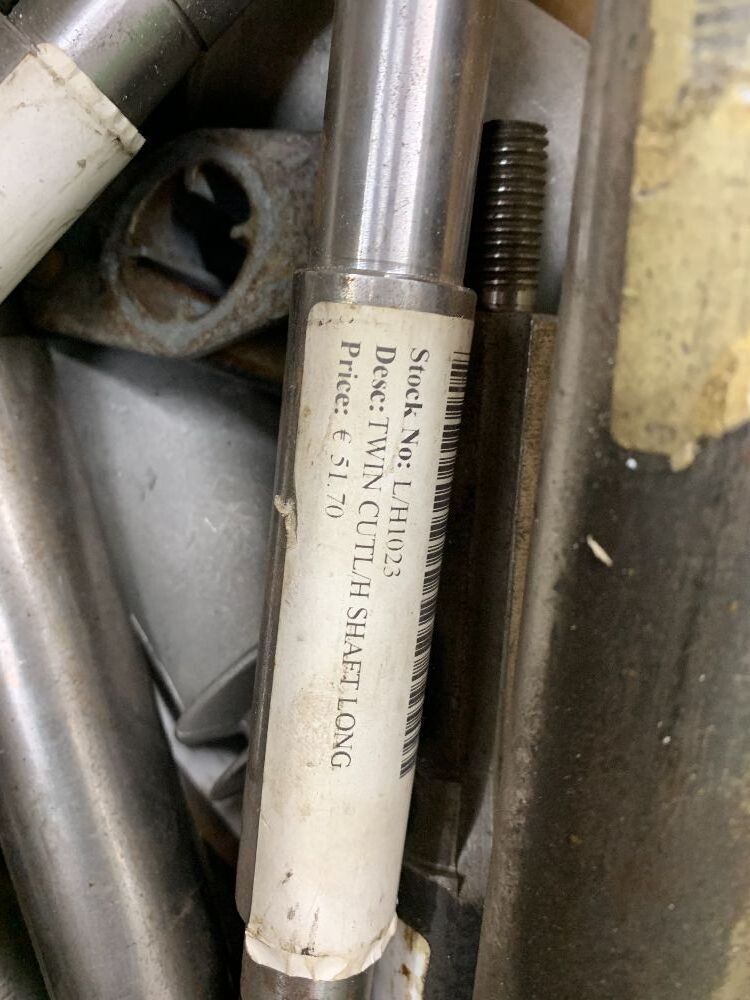 Stock No: L/H1023
Desc: TWIN CUTL/H SHAFT LONG
Price: € 51.70